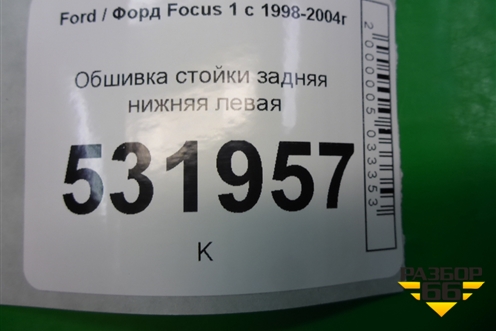 Ford / Форд Focus 1 с 1998-2004г
Обшивка стойки задняя
нижняя левая
531957
К
2000005033353
РАЗБОР
66